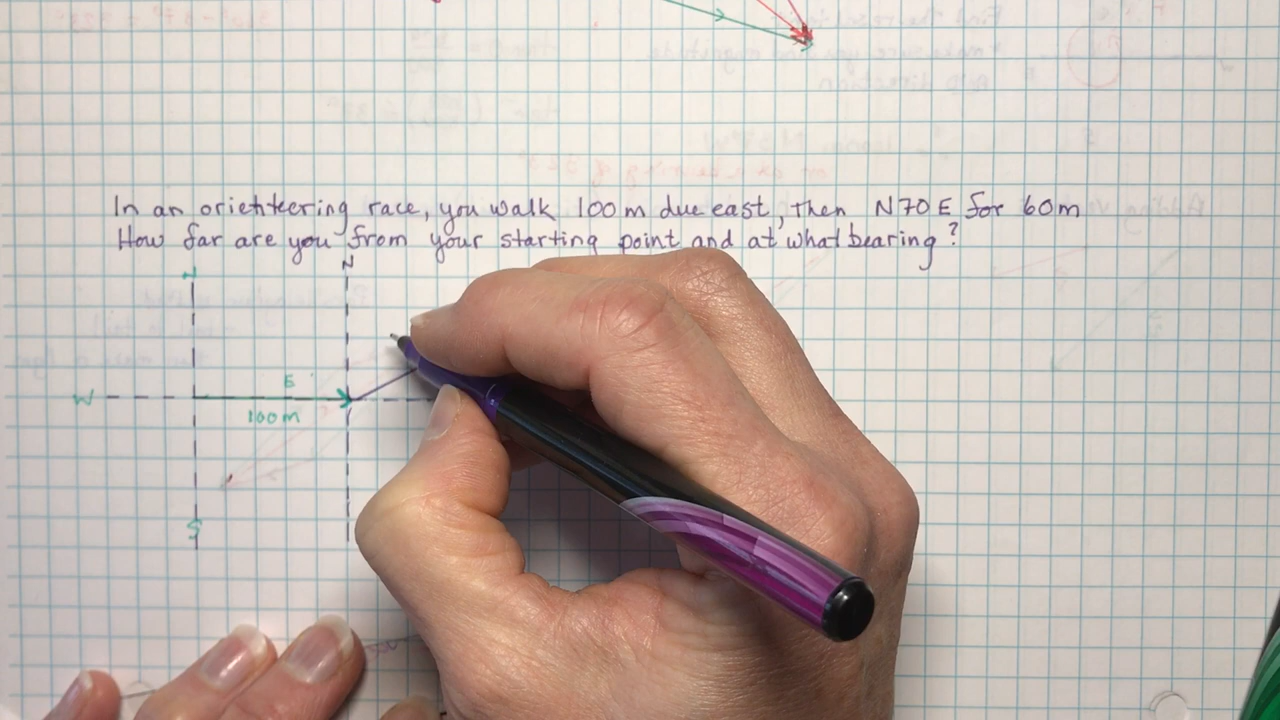 In an orienteering race, you walk 100m due east, then N70E for 60m
How far are you from your starting point and at what bearing?
N
N
E
W
100m
S